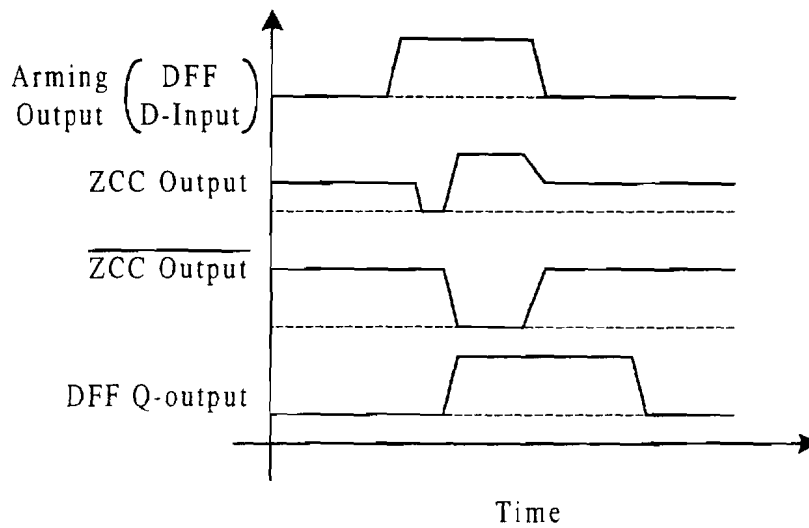 Arming ( DFF )
Output ( D-Input )
ZCC Output
ZCC Output
DFF Q-output
Time